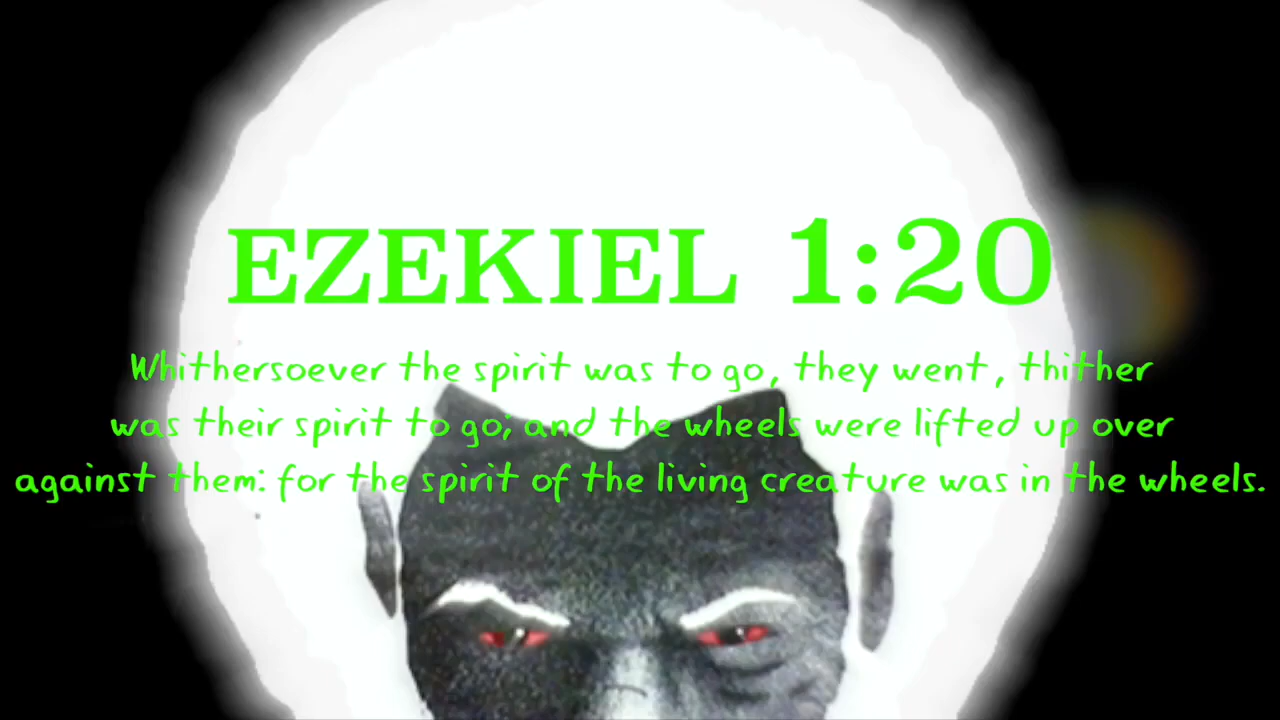 EZEKIEL 1:20
Whithersoever the spirit was to go, they went, thither
was their spirit to go; and the wheels were lifted up over
against them: for the spirit of the living creature was in the wheels.